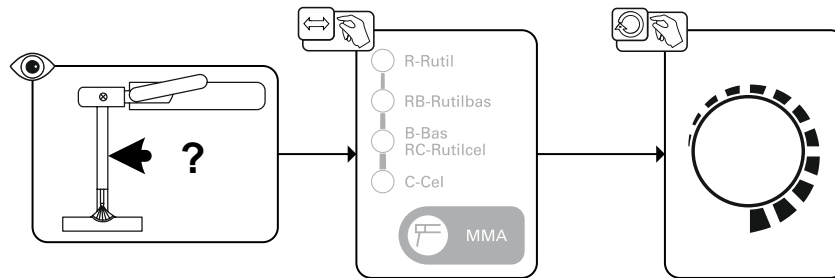 ?
R-Rutil
RB-Rutilbas
B-Bas
RC-Rutilcel
C-Cel
MMA